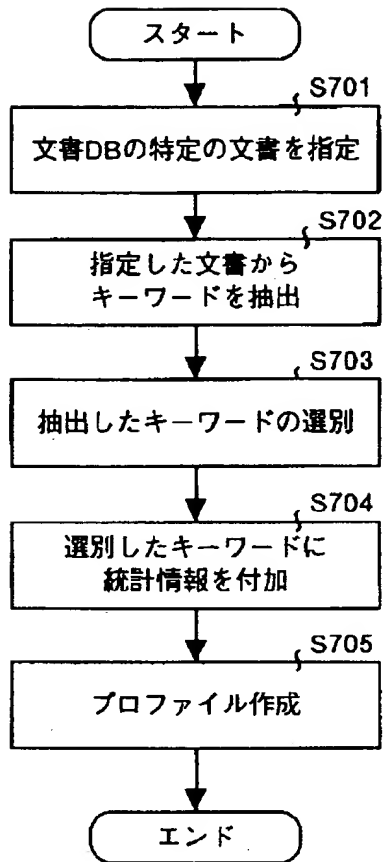 スタート
S701
文書DBの特定の文書を指定
S702
指定した文書から
キーワードを抽出
S703
抽出したキーワードの選別
S704
選別したキーワードに
統計情報を付加
S705
プロファイル作成
エンド